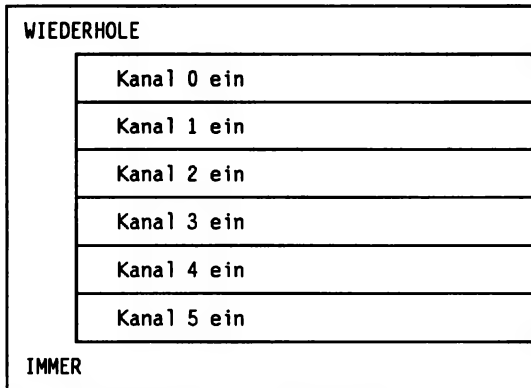 WIEDERHOLE
Kanal 0 ein
Kanal 1 ein
Kanal 2 ein
Kanal 3 ein
Kanal 4 ein
Kanal 5 ein
IMMER